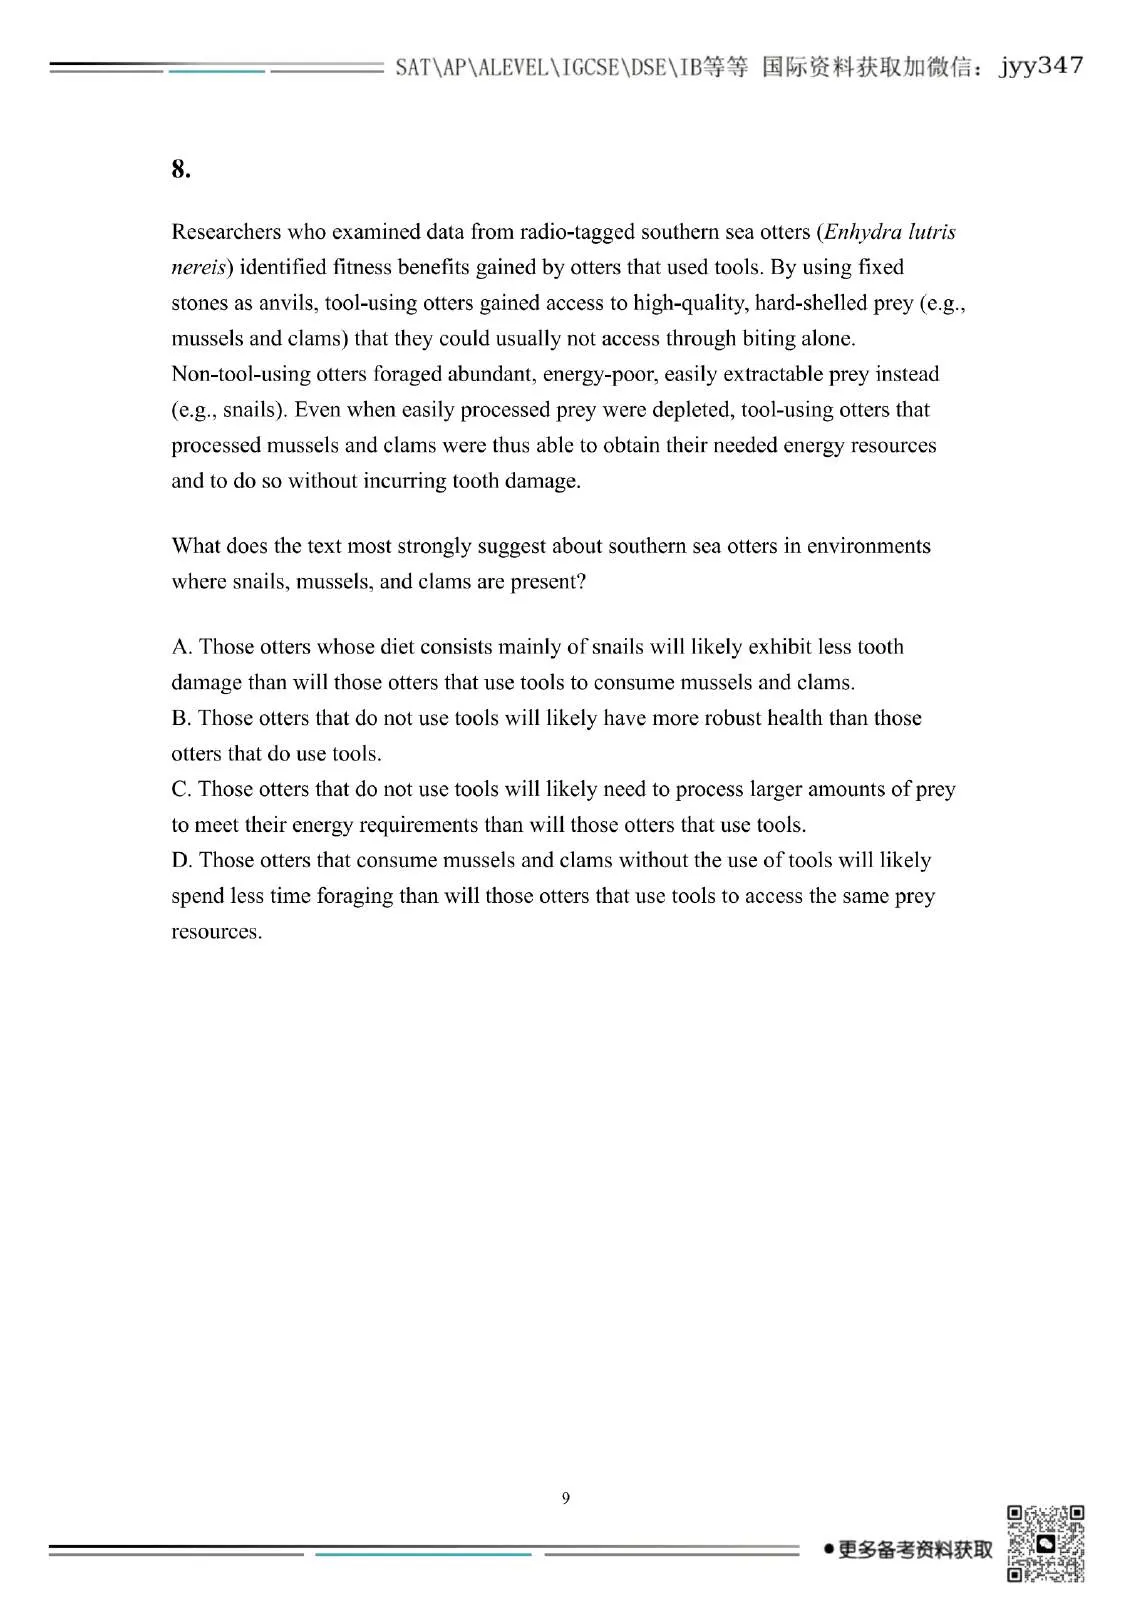 SAT\AP\ALEVEL\IGCSE\DSE\IB等等 国际资料获取加微信：jyy347
8.
Researchers who examined data from radio-tagged southern sea otters (Enhydra lutris
nereis) identified fitness benefits gained by otters that used tools. By using fixed
stones as anvils, tool-using otters gained access to high-quality, hard-shelled prey (e.g.,
mussels and clams) that they could usually not access through biting alone.
Non-tool-using otters foraged abundant, energy-poor, easily extractable prey instead
(e.g., snails). Even when easily processed prey were depleted, tool-using otters that
processed mussels and clams were thus able to obtain their needed energy resources
and to do so without incurring tooth damage.
What does the text most strongly suggest about southern sea otters in environments
where snails, mussels, and clams are present?
A. Those otters whose diet consists mainly of snails will likely exhibit less tooth
damage than will those otters that use tools to consume mussels and clams.
B. Those otters that do not use tools will likely have more robust health than those
otters that do use tools.
C. Those otters that do not use tools will likely need to process larger amounts of prey
to meet their energy requirements than will those otters that use tools.
D. Those otters that consume mussels and clams without the use of tools will likely
spend less time foraging than will those otters that use tools to access the same prey
resources.
9
●更多备考资料获取